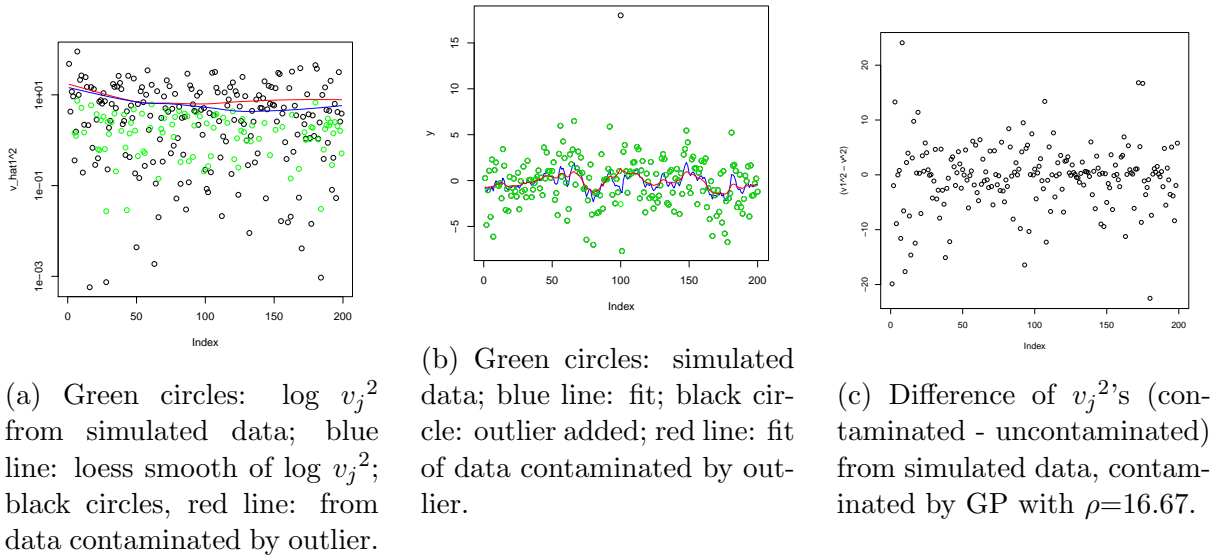 1e+01
1e-01
1e-03
v_hat1^2
0 50 100 150 200
Index
15
10
5
0
-5
y
0 50 100 150 200
Index
20
10
0
-10
-20
(v1^2 - v^2)
0 50 100 150 200
Index
(a) Green circles: log v_j^2
from simulated data; blue
line: loess smooth of log v_j^2;
black circles, red line: from
data contaminated by outlier.
(b) Green circles: simulated
data; blue line: fit; black cir-
cle: outlier added; red line: fit
of data contaminated by out-
lier.
(c) Difference of v_j^2's (con-
taminated - uncontaminated)
from simulated data, contam-
inated by GP with ρ=16.67.